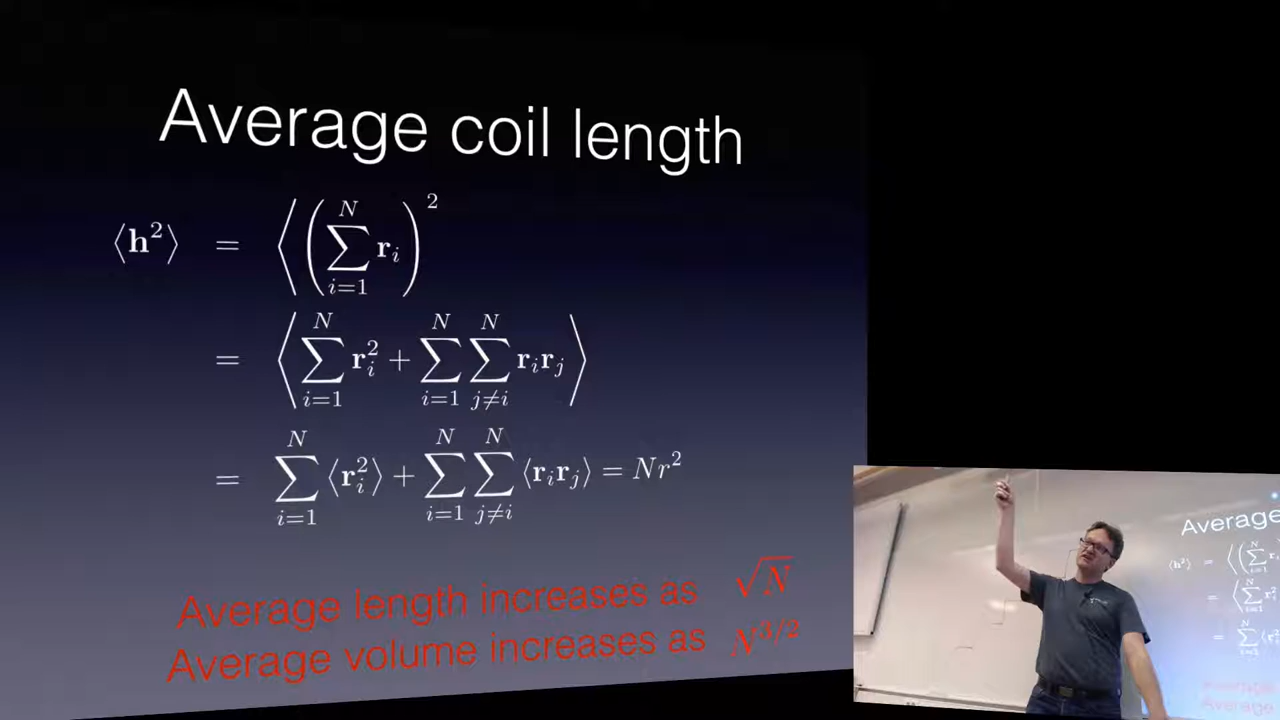 Average coil length
⟨h²⟩ = ⟨(∑_{i=1}^{N} r_i)²
= ⟨∑_{i=1}^{N} r_i² + ∑_{i=1}^{N} ∑_{j≠i}^{N} r_i r_j⟩
= ∑_{i=1}^{N} ⟨r_i²⟩ + ∑_{i=1}^{N} ∑_{j≠i}^{N} ⟨r_i r_j⟩ = Nr²
Average length increases as √N
Average volume increases as N^{3/2}
Average